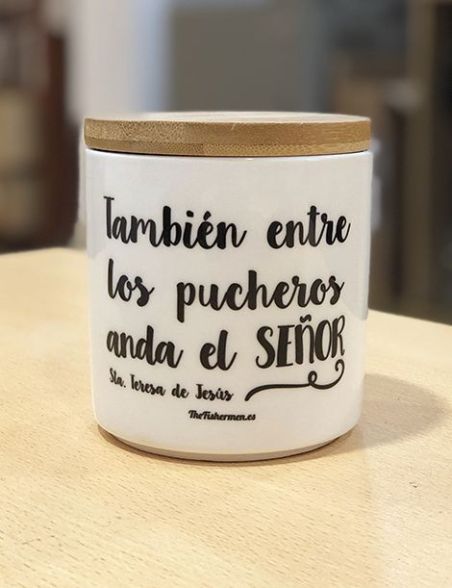 También entre
los pucheros
anda el SEÑOR
Sta. Teresa de Jesús
TheFishermen.es